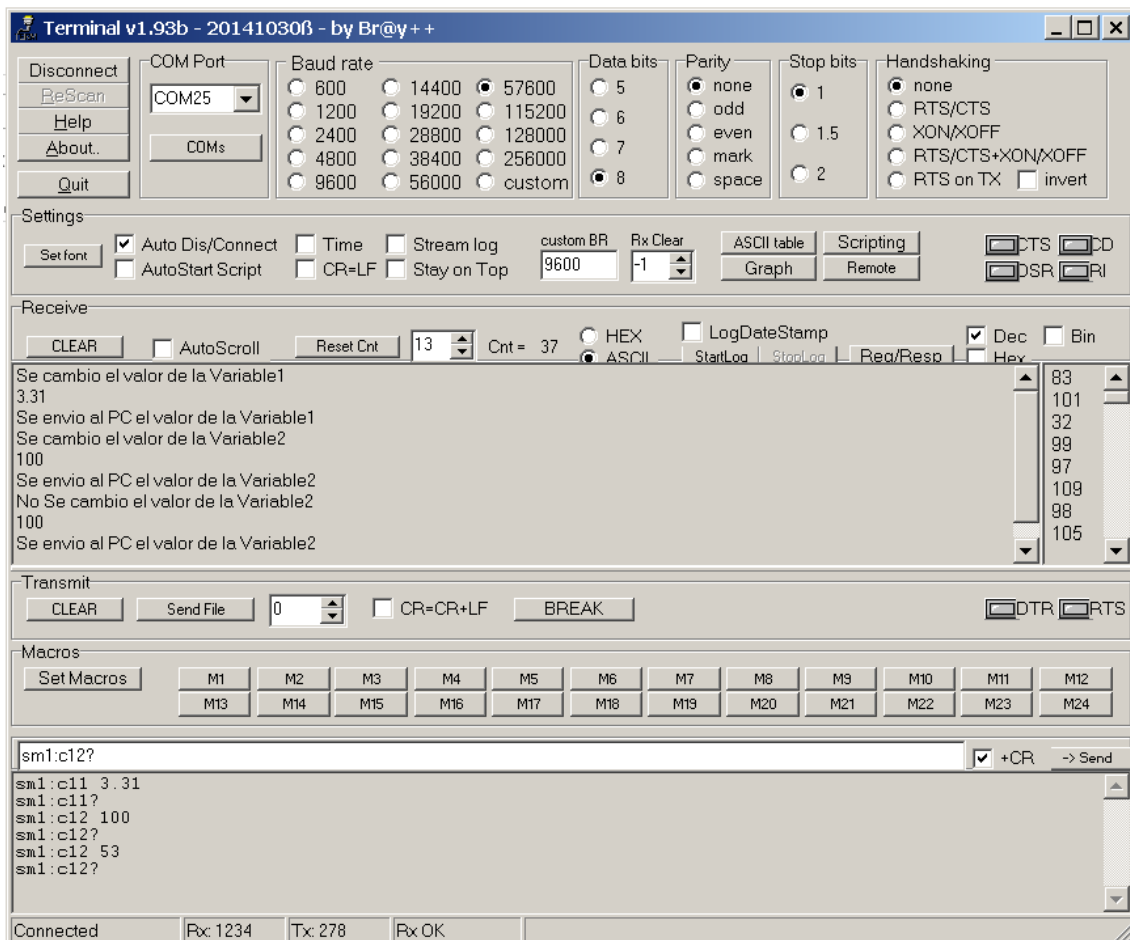 Terminal v1.93b - 20141030ß - by Br@y++
Disconnect
ReScan
Help
About..
Quit
COM Port
COM25
COMs
Baud rate
600 14400 57600
1200 19200 115200
2400 28800 128000
4800 38400 256000
9600 56000 custom
Data bits
5
6
7
8
Parity
none
odd
even
mark
space
Stop bits
1
1.5
2
Handshaking
none
RTS/CTS
XON/XOFF
RTS/CTS+XON/XOFF
RTS on TX invert
Settings
Set font
Auto Dis/Connect Time Stream log
AutoStart Script CR=LF Stay on Top
custom BR
9600
Rx Clear
-1
ASCII table Scripting
Graph Remote
CTS CD
DSR RI
Receive
CLEAR AutoScroll Reset Cnt 13 Cnt = 37
HEX
ASCII
LogDateStamp
StartLog StopLog Req/Resp
Dec Bin
Hex
Se cambio el valor de la Variable1
3.31
Se envio al PC el valor de la Variable1
Se cambio el valor de la Variable2
100
Se envio al PC el valor de la Variable2
No Se cambio el valor de la Variable2
100
Se envio al PC el valor de la Variable2
83
101
32
99
97
109
98
105
Transmit
CLEAR Send File 0 CR=CR+LF BREAK DTR RTS
Macros
Set Macros M1 M2 M3 M4 M5 M6 M7 M8 M9 M10 M11 M12
M13 M14 M15 M16 M17 M18 M19 M20 M21 M22 M23 M24
sm1:c12? +CR -> Send
sm1:c11 3.31
sm1:c11?
sm1:c12 100
sm1:c12?
sm1:c12 53
sm1:c12?
Connected Rx: 1234 Tx: 278 Rx OK